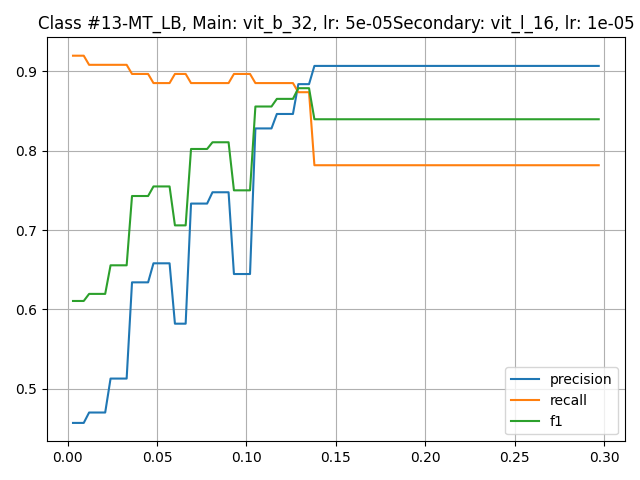 Class #13-MT_LB, Main: vit_b_32, lr: 5e-05Secondary: vit_l_16, lr: 1e-05
0.9
0.8
0.7
0.6
0.5
0.00 0.05 0.10 0.15 0.20 0.25 0.30
precision
recall
f1